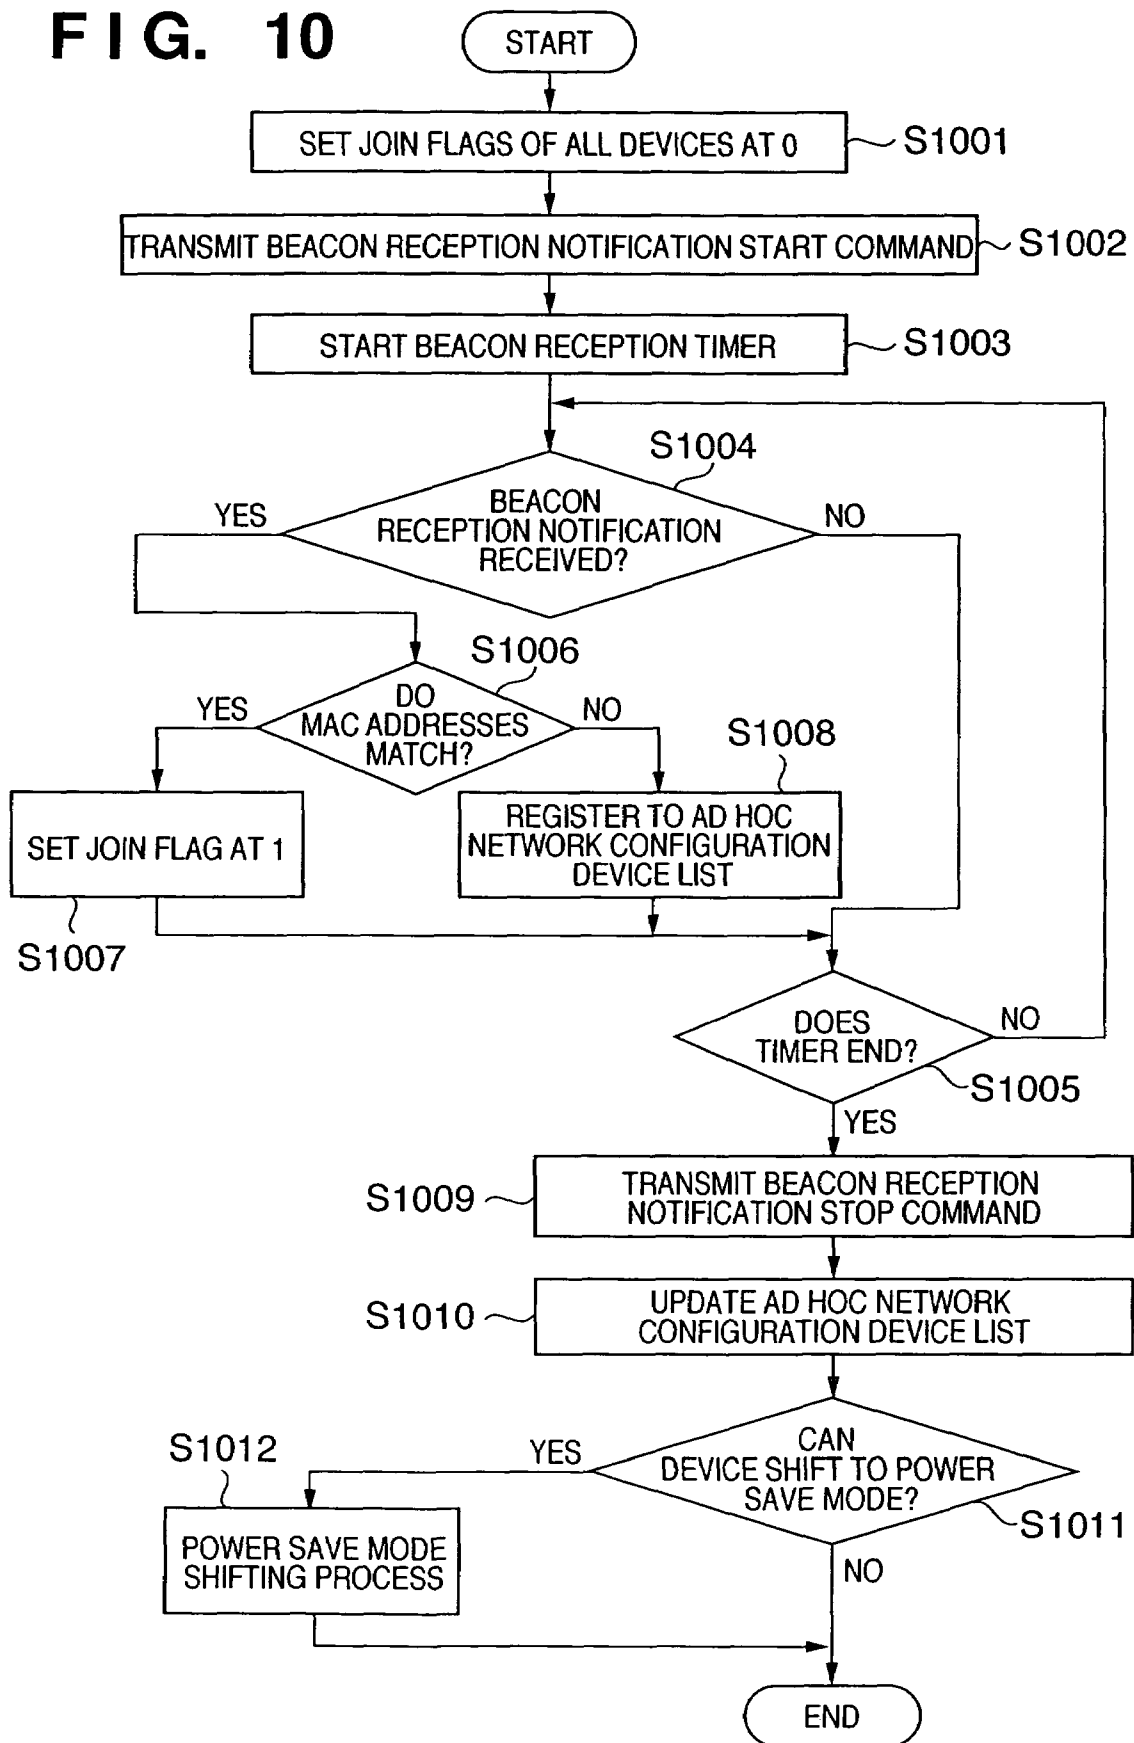 FIG. 10
START
SET JOIN FLAGS OF ALL DEVICES AT 0
S1001
TRANSMIT BEACON RECEPTION NOTIFICATION START COMMAND
S1002
START BEACON RECEPTION TIMER
S1003
S1004
BEACON
RECEPTION NOTIFICATION
RECEIVED?
YES
NO
S1006
DO
MAC ADDRESSES
MATCH?
YES
NO
S1008
SET JOIN FLAG AT 1
REGISTER TO AD HOC
NETWORK CONFIGURATION
DEVICE LIST
S1007
DOES
TIMER END?
NO
S1005
YES
S1009
TRANSMIT BEACON RECEPTION
NOTIFICATION STOP COMMAND
S1010
UPDATE AD HOC NETWORK
CONFIGURATION DEVICE LIST
CAN
DEVICE SHIFT TO POWER
SAVE MODE?
YES
S1012
S1011
POWER SAVE MODE
SHIFTING PROCESS
NO
END